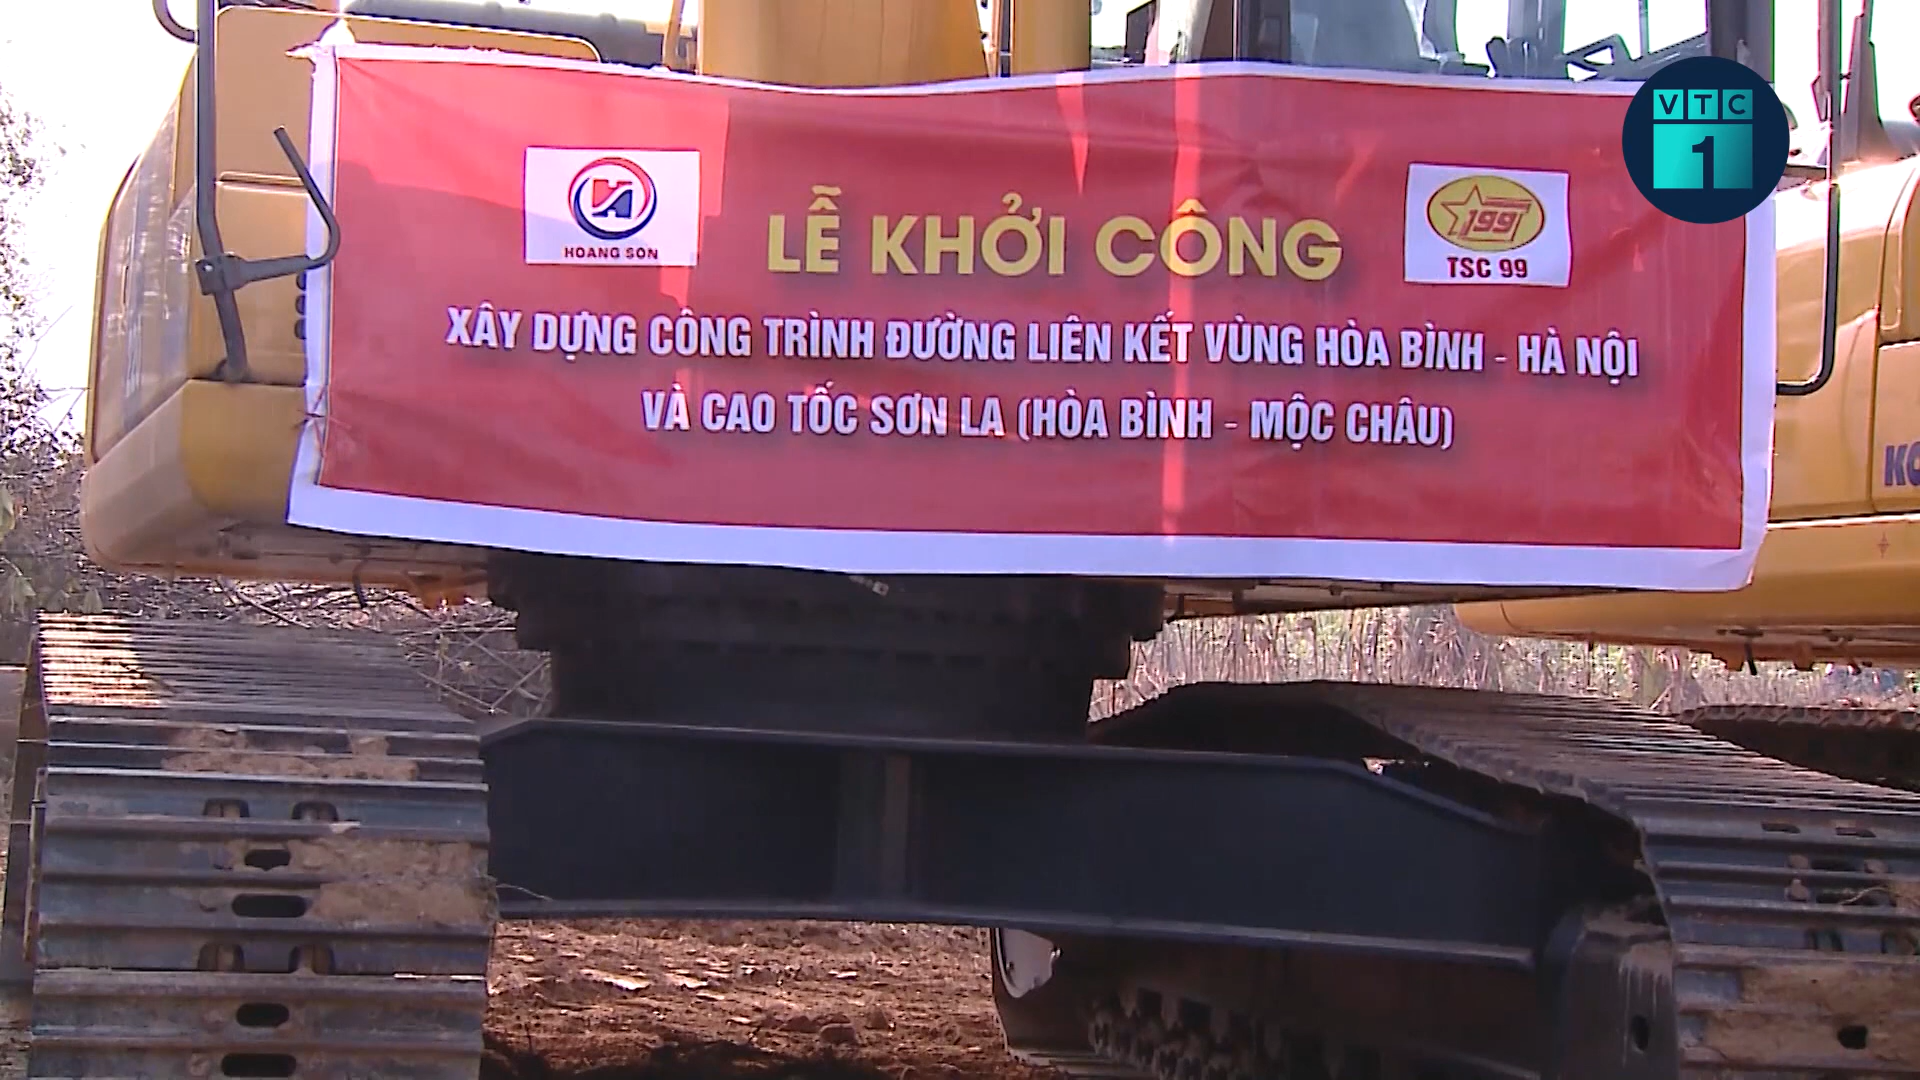 VTC
1
HOANG SON
LỄ KHỞI CÔNG
199
TSC 99
XÂY DỰNG CÔNG TRÌNH ĐƯỜNG LIÊN KẾT VÙNG HÒA BÌNH - HÀ NỘI
VÀ CAO TỐC SƠN LA (HÒA BÌNH - MỘC CHÂU)